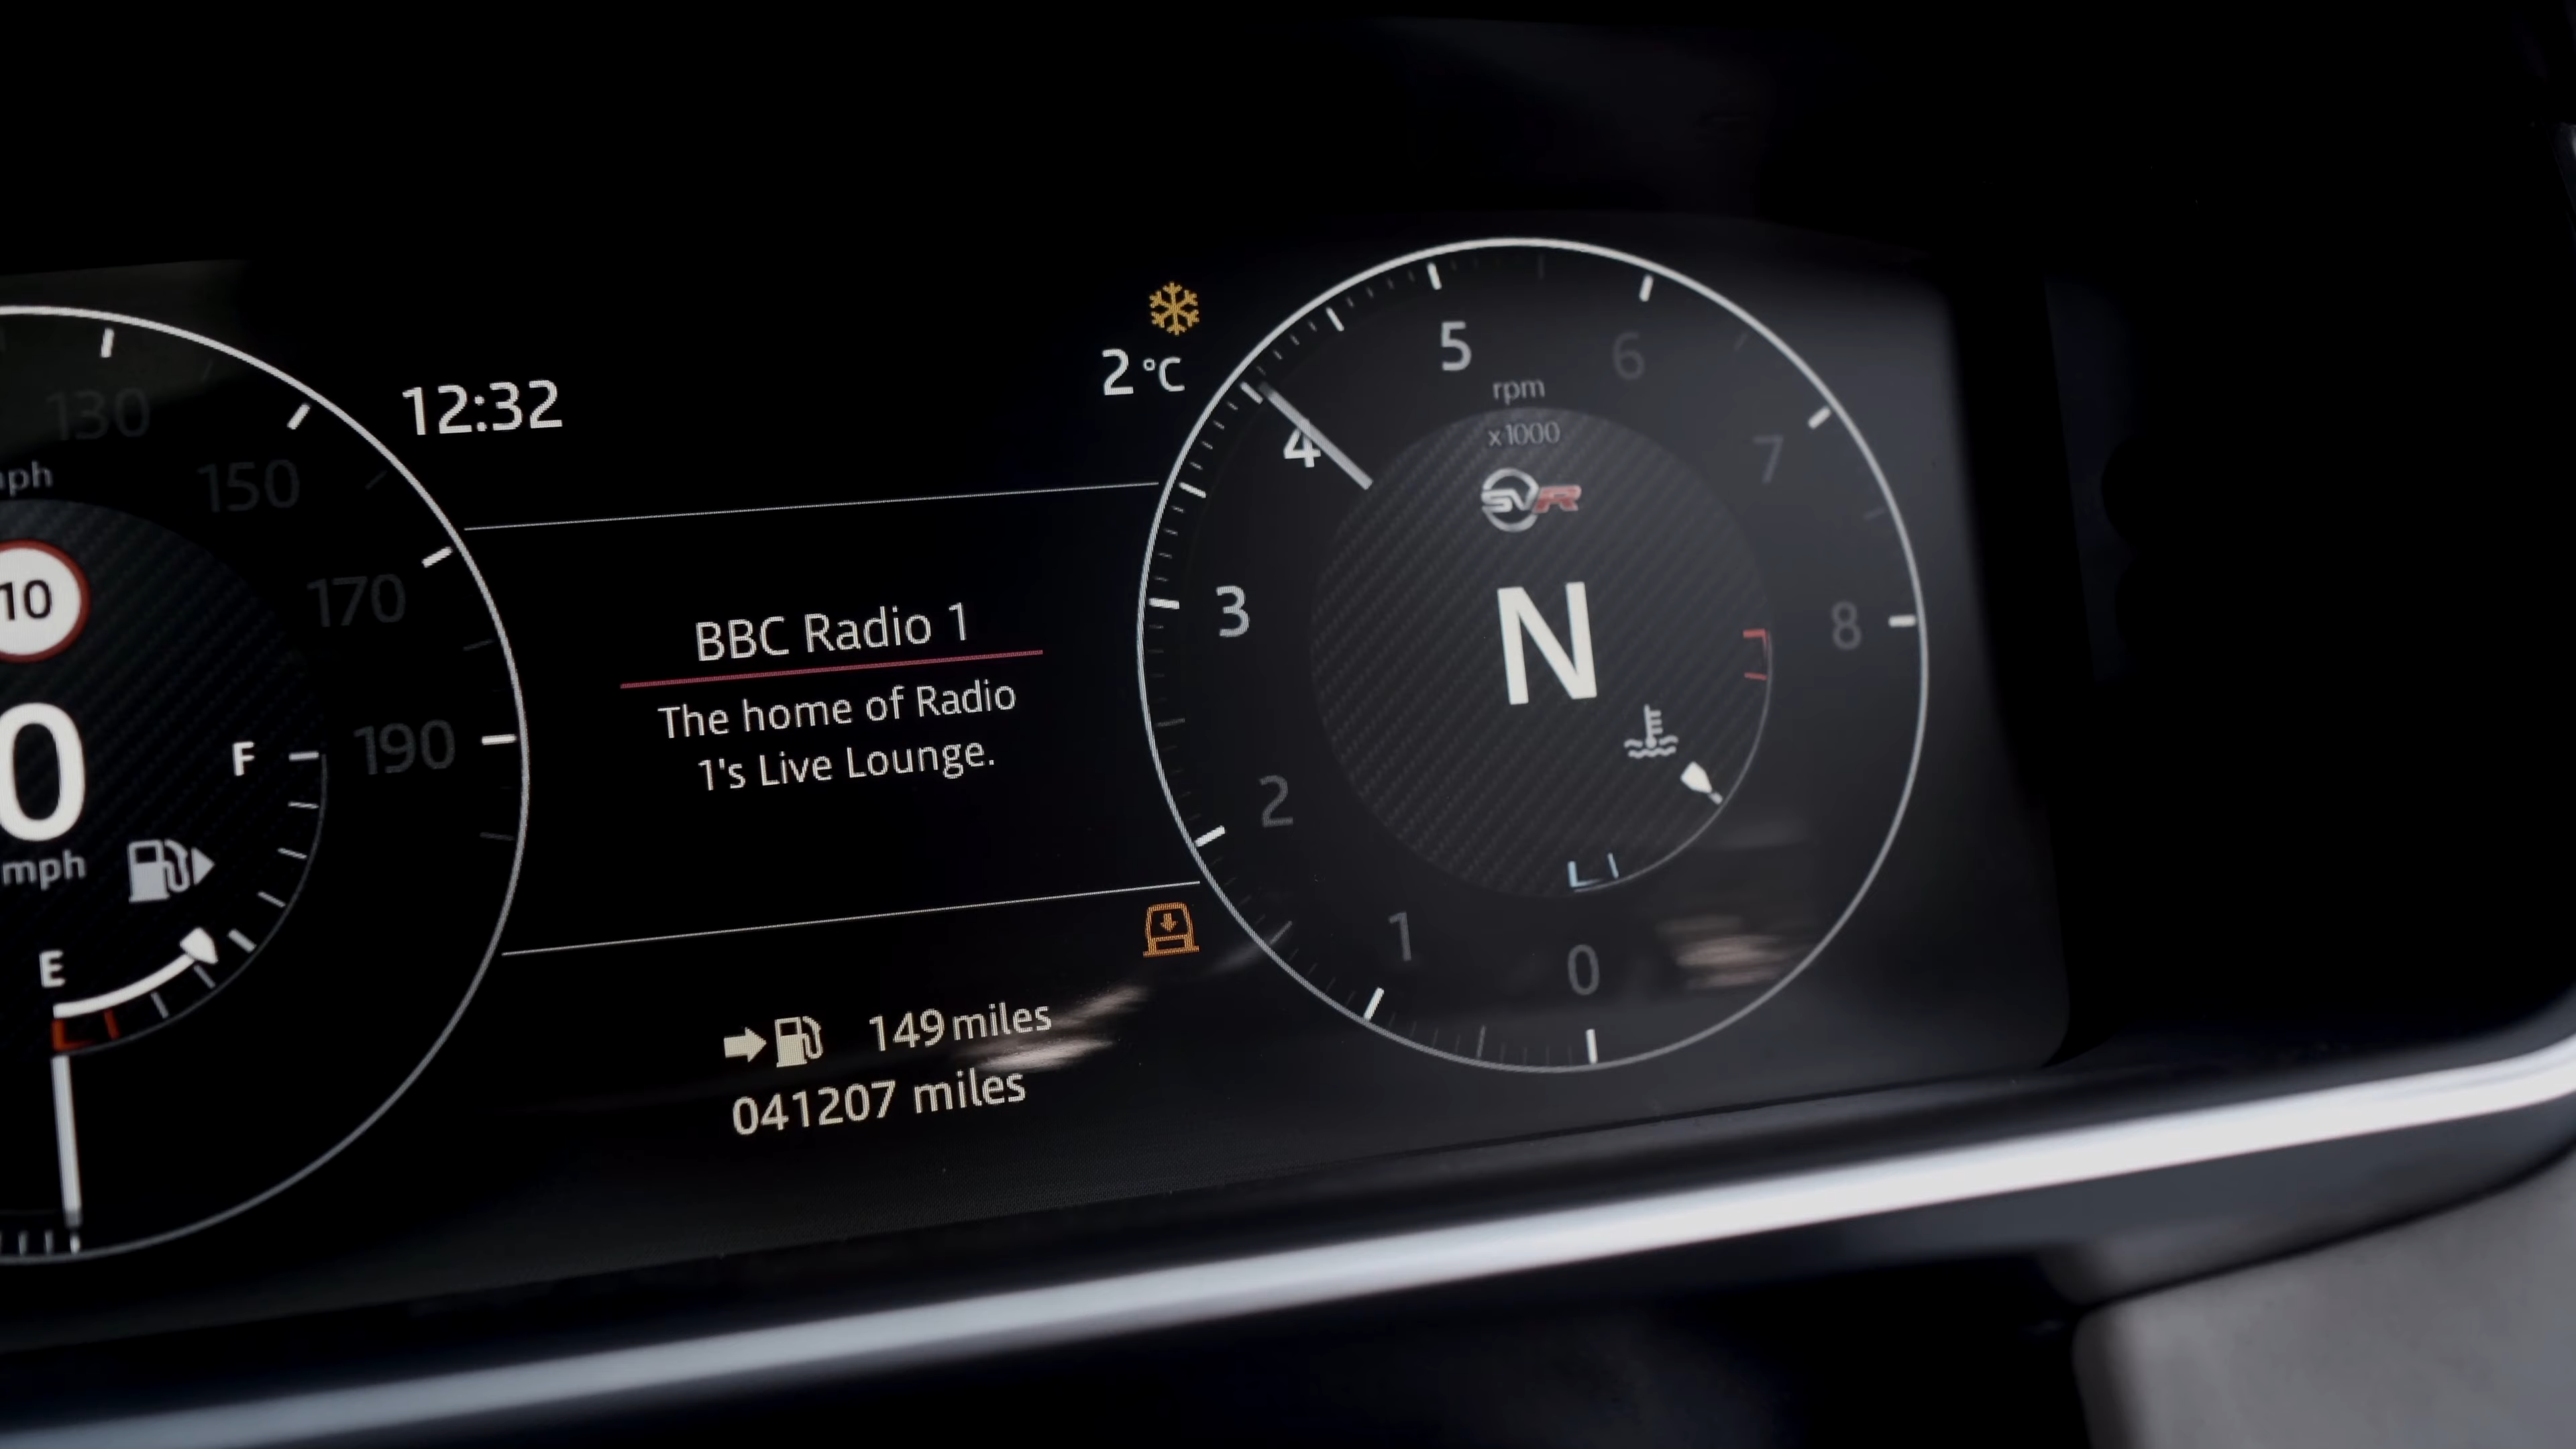 130
mph
150
170
190
10
0
mph
F
E
12:32
2 °C
BBC Radio 1
The home of Radio
1's Live Lounge.
149 miles
041207 miles
5
6
rpm
x1000
4
7
SVR
3
N
8
2
1
0